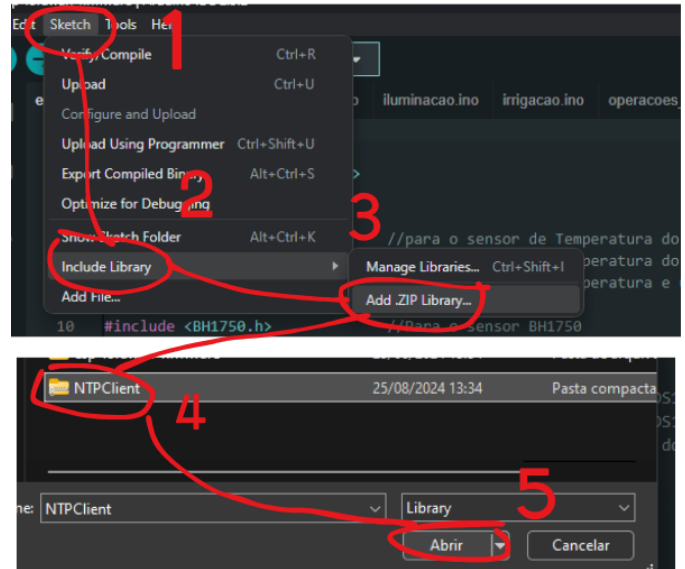 Edit Sketch Tools Help
1
Verify/Compile Ctrl+R
Upload Ctrl+U
Configure and Upload
Upload Using Programmer Ctrl+Shift+U
Export Compiled Binary Alt+Ctrl+S
Optimize for Debugging
Show Sketch Folder Alt+Ctrl+K
Include Library
Add File...
2
3
iluminacao.ino irrigacao.ino operacoes_
//para o sensor de Temperatura do
peratura do
Manage Libraries... Ctrl+Shift+I
Add .ZIP Library...
peratura e
10 #include <BH1750.h> //Para o sensor BH1750
NTPClient 25/08/2024 13:34 Pasta compacta
4
5
me: NTPClient Library
Abrir Cancelar